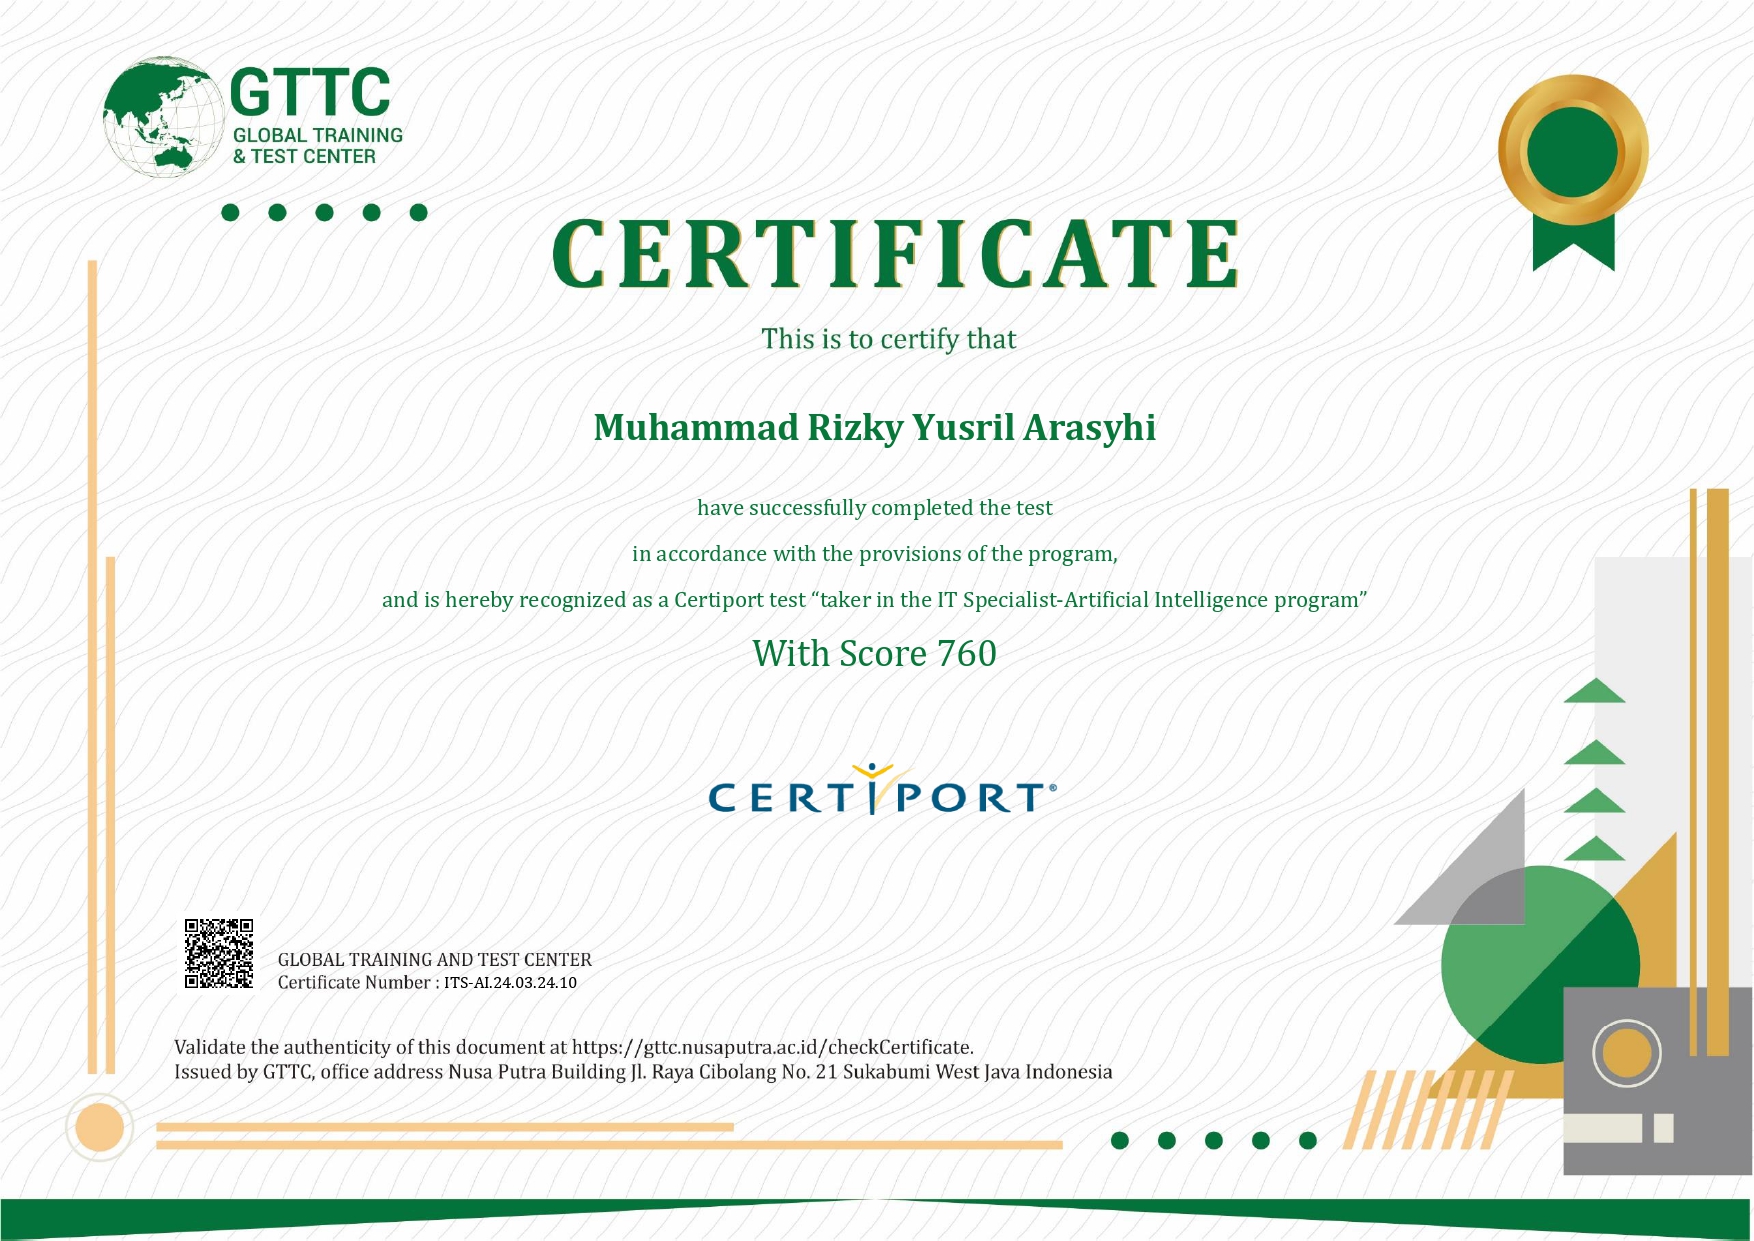 GTTC
GLOBAL TRAINING
& TEST CENTER
CERTIFICATE
This is to certify that
Muhammad Rizky Yusril Arasyhi
have successfully completed the test
in accordance with the provisions of the program,
and is hereby recognized as a Certiport test “taker in the IT Specialist-Artificial Intelligence program”
With Score 760
CERTIPORT®
GLOBAL TRAINING AND TEST CENTER
Certificate Number : ITS-AI.24.03.24.10
Validate the authenticity of this document at https://gttc.nusaputra.ac.id/checkCertificate.
Issued by GTTC, office address Nusa Putra Building Jl. Raya Cibolang No. 21 Sukabumi West Java Indonesia